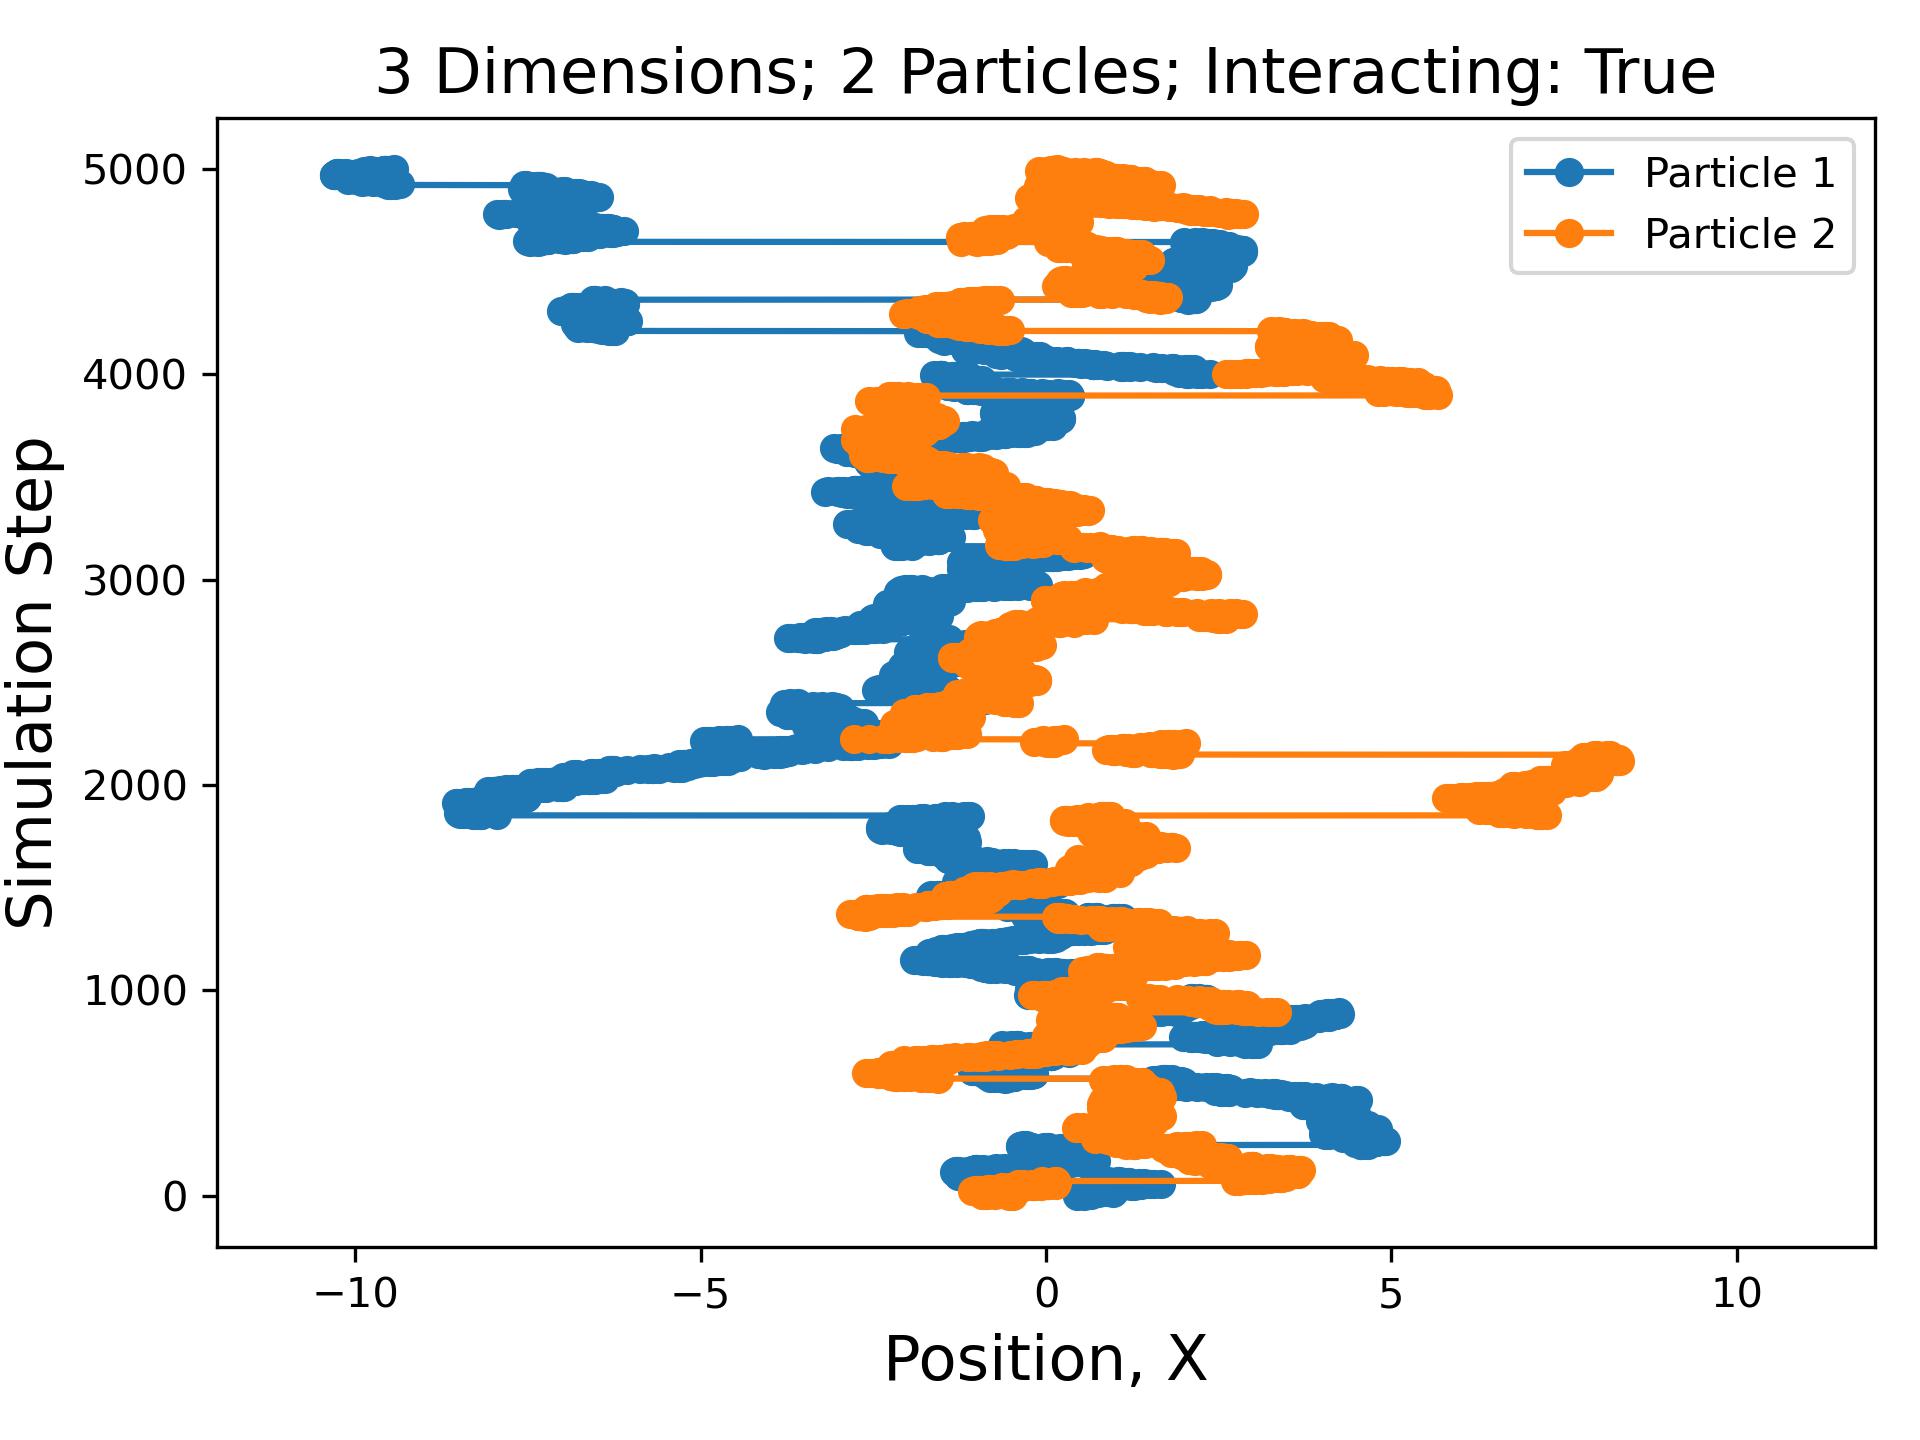 3 Dimensions; 2 Particles; Interacting: True
Particle 1
Particle 2
Simulation Step
5000
4000
3000
2000
1000
0
−10
−5
0
5
10
Position, X